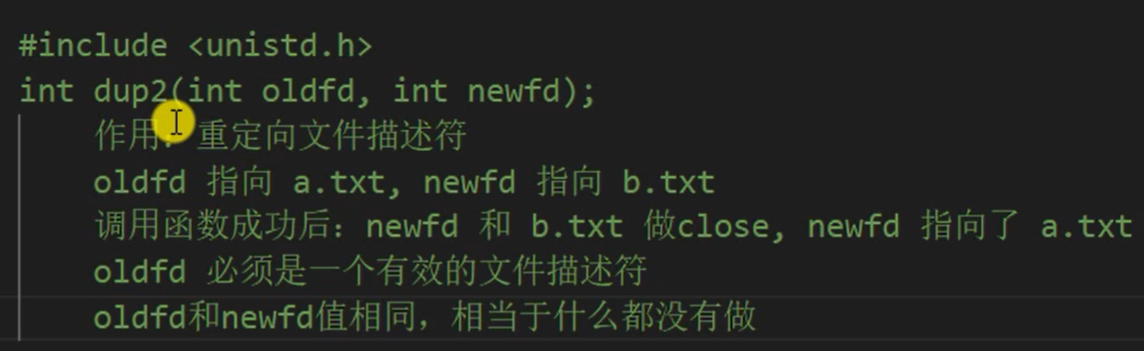 #include <unistd.h>
int dup2(int oldfd, int newfd);
作用：重定向文件描述符
oldfd 指向 a.txt, newfd 指向 b.txt
调用函数成功后：newfd 和 b.txt 做close, newfd 指向了 a.txt
oldfd 必须是一个有效的文件描述符
oldfd和newfd值相同，相当于什么都没有做